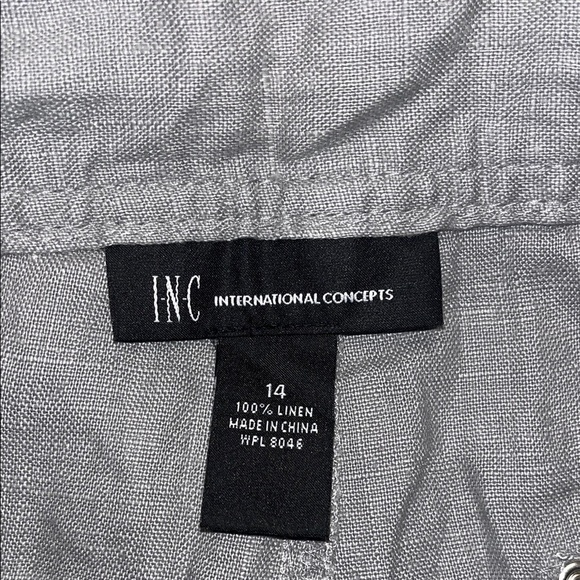 I·N·C INTERNATIONAL CONCEPTS
14
100% LINEN
MADE IN CHINA
WPL 8046